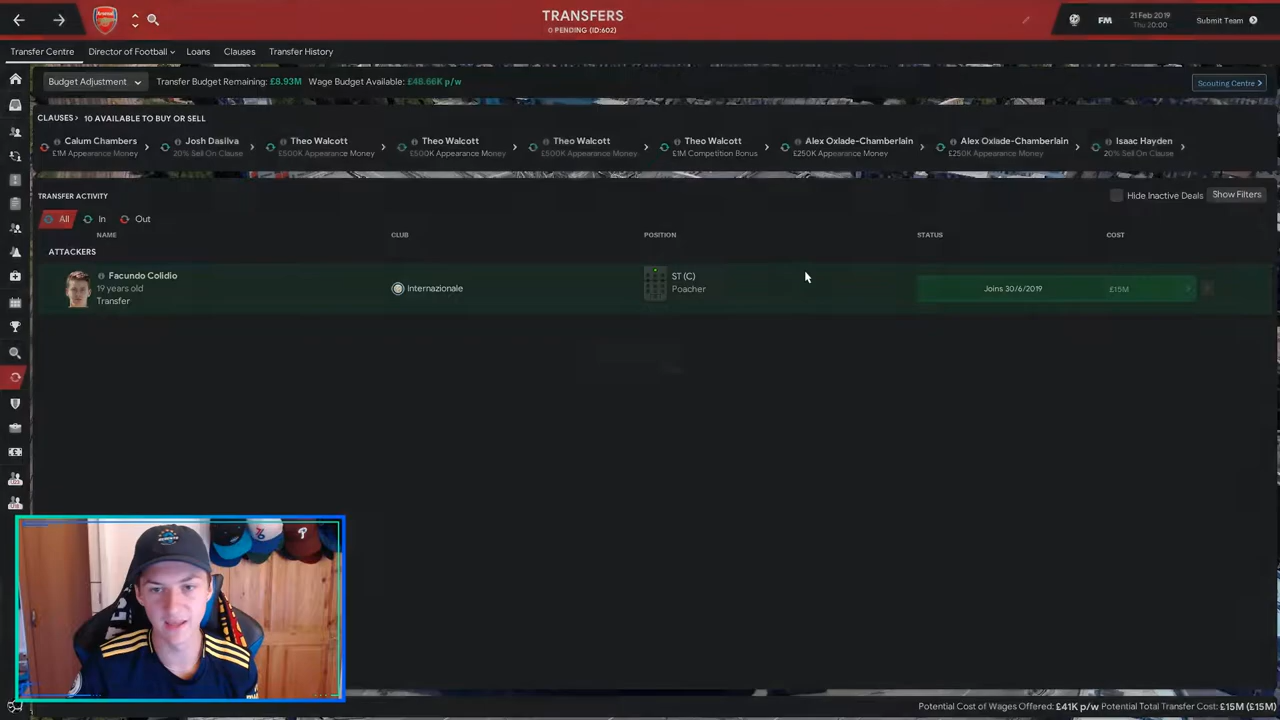 TRANSFERS
0 PENDING (ID:602)
FM
21 Feb 2019
Thu 20:00
Submit Team
Transfer Centre
Director of Football
Loans
Clauses
Transfer History
Budget Adjustment
Transfer Budget Remaining: £8.93M
Wage Budget Available: £48.66K p/w
Scouting Centre >
CLAUSES > 10 AVAILABLE TO BUY OR SELL
Calum Chambers
£1M Appearance Money
Josh Dasilva
20% Sell On Clause
Theo Walcott
£500K Appearance Money
Theo Walcott
£500K Appearance Money
Theo Walcott
£500K Appearance Money
Theo Walcott
£1M Competition Bonus
Alex Oxlade-Chamberlain
£250K Appearance Money
Alex Oxlade-Chamberlain
£250K Appearance Money
Isaac Hayden
20% Sell On Clause
TRANSFER ACTIVITY
Hide Inactive Deals
Show Filters
All
In
Out
NAME
CLUB
POSITION
STATUS
COST
ATTACKERS
Facundo Colidio
19 years old
Transfer
Internazionale
ST (C)
Poacher
Joins 30/6/2019
£15M
Potential Cost of Wages Offered: £41K p/w Potential Total Transfer Cost: £15M (£15M)